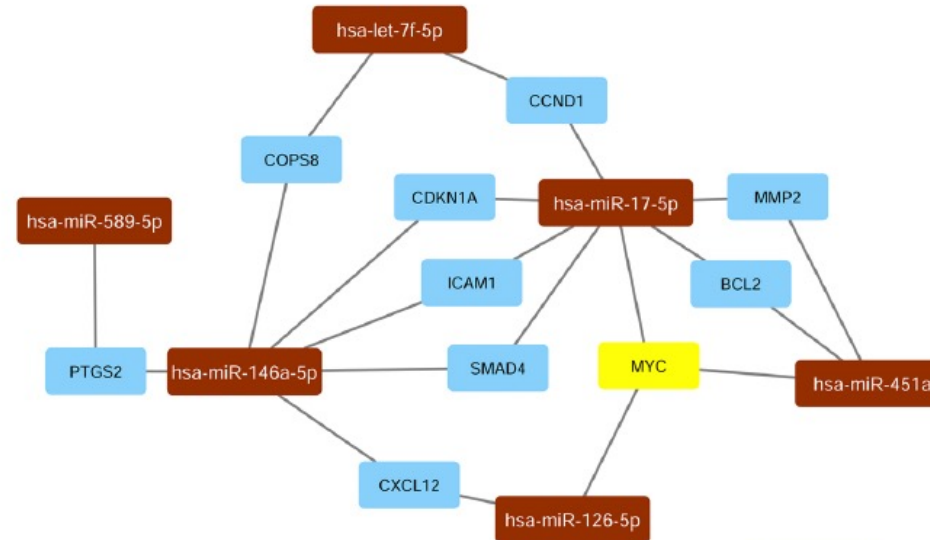 hsa-let-7f-5p
CCND1
COPS8
CDKN1A
hsa-miR-17-5p
MMP2
hsa-miR-589-5p
ICAM1
BCL2
PTGS2
hsa-miR-146a-5p
SMAD4
MYC
hsa-miR-451a
CXCL12
hsa-miR-126-5p